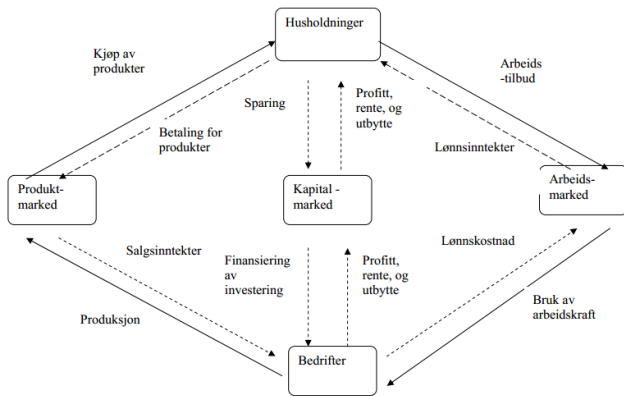 Husholdninger
Kjøp av
produkter
Arbeids
-tilbud
Sparing
Profitt,
rente, og
utbytte
Betaling for
produkter
Lønnsinntekter
Produkt-
marked
Kapital -
marked
Arbeids-
marked
Salgsinntekter
Finansiering
av
investering
Profitt,
rente, og
utbytte
Lønnskostnad
Produksjon
Bruk av
arbeidskraft
Bedrifter